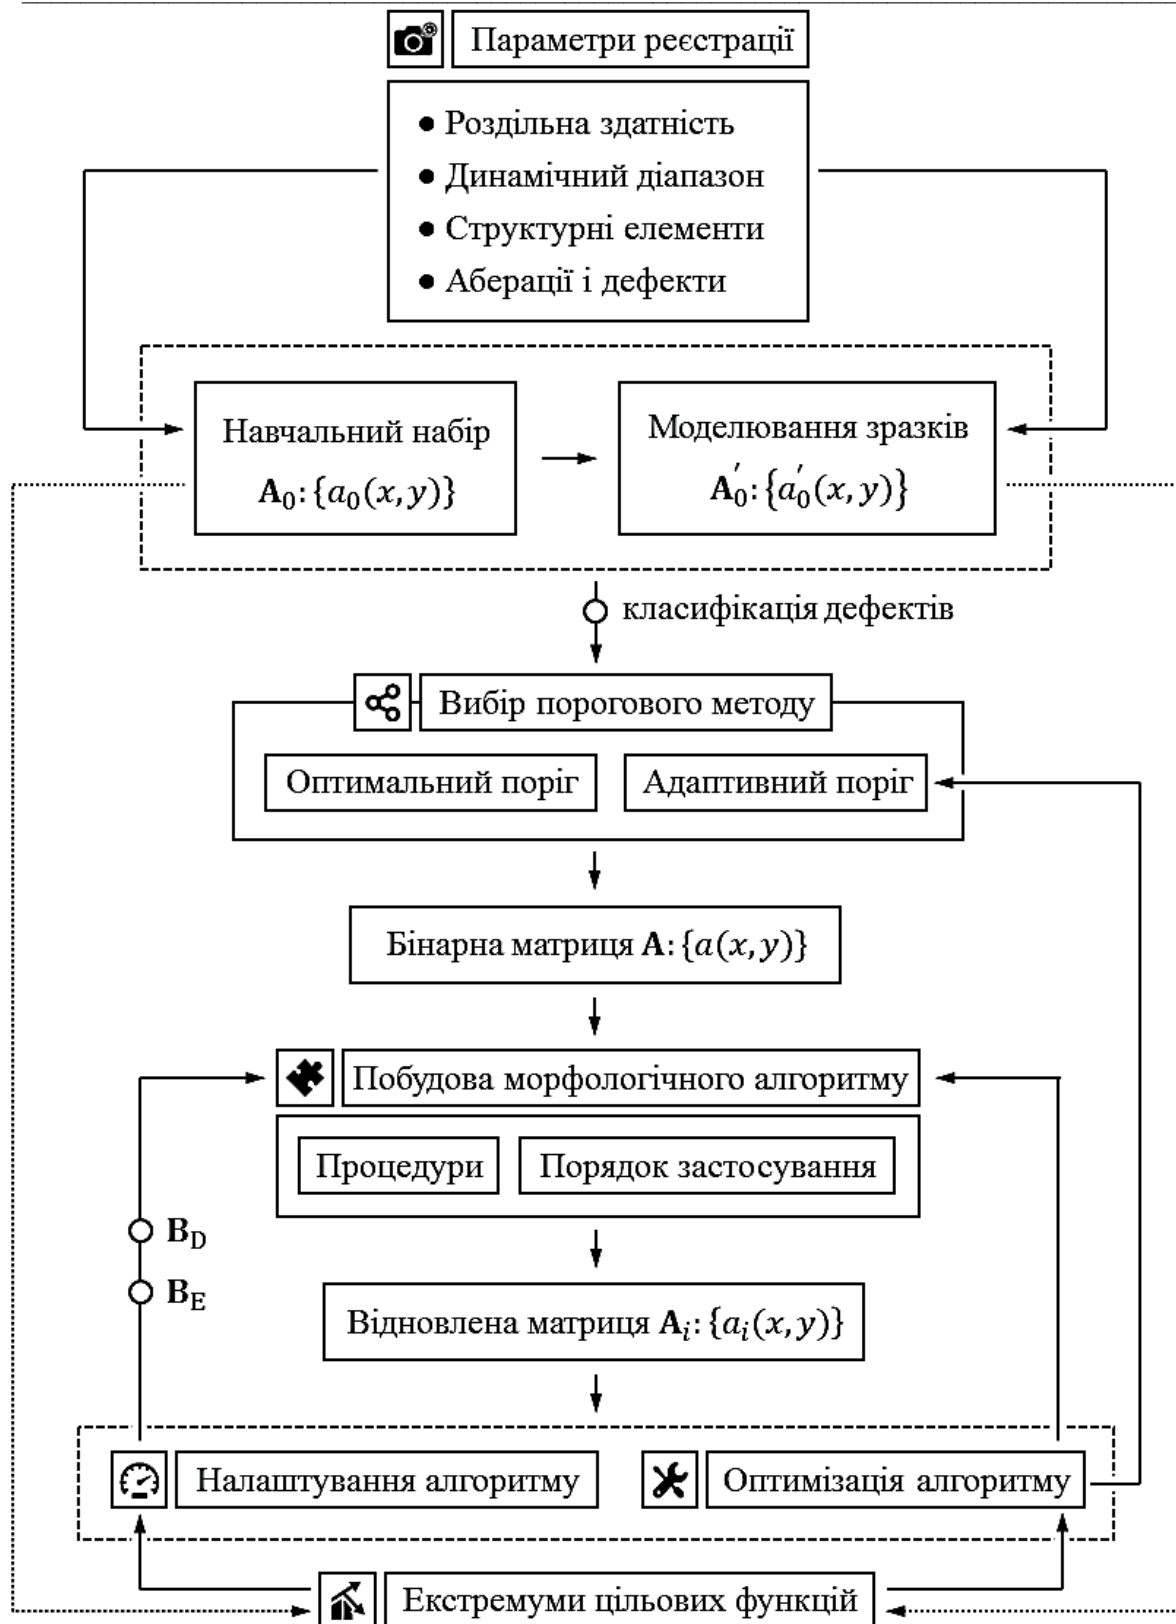 Параметри реєстрації
● Роздільна здатність
● Динамічний діапазон
● Структурні елементи
● Аберації і дефекти
Навчальний набір
A₀: {a₀(x, y)}
Моделювання зразків
A₀′: {a₀′(x, y)}
класифікація дефектів
Вибір порогового методу
Оптимальний поріг
Адаптивний поріг
Бінарна матриця A: {a(x, y)}
Побудова морфологічного алгоритму
Процедури
Порядок застосування
B_D
B_E
Відновлена матриця Aᵢ: {aᵢ(x, y)}
Налаштування алгоритму
Оптимізація алгоритму
Екстремуми цільових функцій